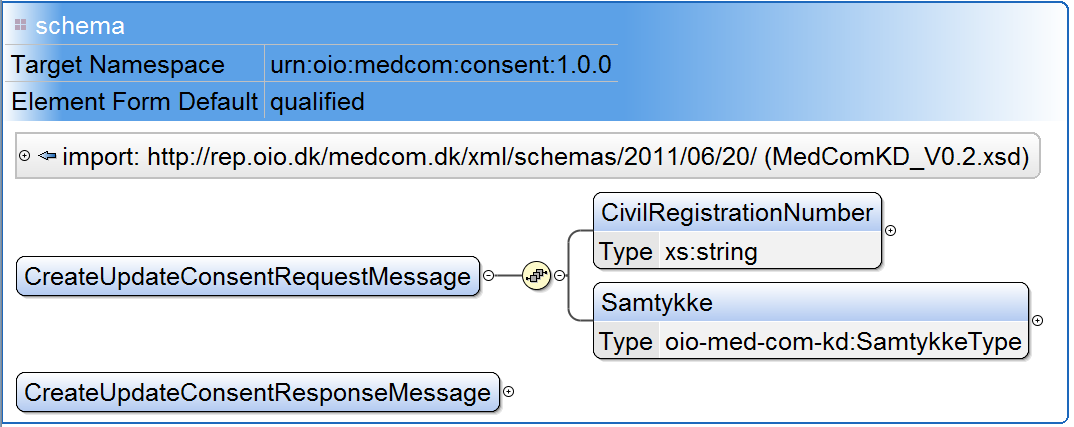 schema
Target Namespace urn:oio:medcom:consent:1.0.0
Element Form Default qualified
import: http://rep.oio.dk/medcom.dk/xml/schemas/2011/06/20/ (MedComKD_V0.2.xsd)
CreateUpdateConsentRequestMessage
CivilRegistrationNumber
Type xs:string
Samtykke
Type oio-med-com-kd:SamtykkeType
CreateUpdateConsentResponseMessage